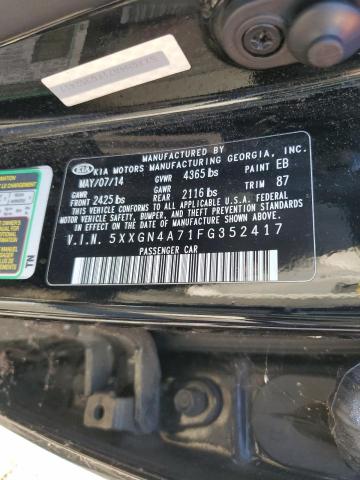 MANUFACTURED BY
KIA KIA MOTORS MANUFACTURING GEORGIA, INC.
MAY/07/14 GVWR 4365 lbs PAINT EB
GAWR FRONT 2425 lbs GAWR REAR 2116 lbs TRIM 87
THIS VEHICLE CONFORMS TO ALL APPLICABLE FEDERAL MOTOR
VEHICLE SAFETY, BUMPER, AND THEFT PREVENTION STANDARDS IN
EFFECT ON THE DATE OF MANUFACTURE SHOWN ABOVE.
V.I.N. 5XXGN4A71FG352417
PASSENGER CAR
TN